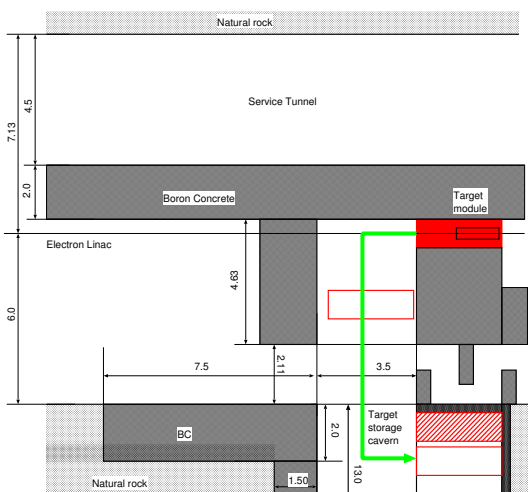 Natural rock
4.5
Service Tunnel
7.13
2.0
Boron Concrete
Target
module
Electron Linac
4.63
6.0
7.5
2.11
3.5
Target
storage
cavern
BC
2.0
13.0
1.50
Natural rock